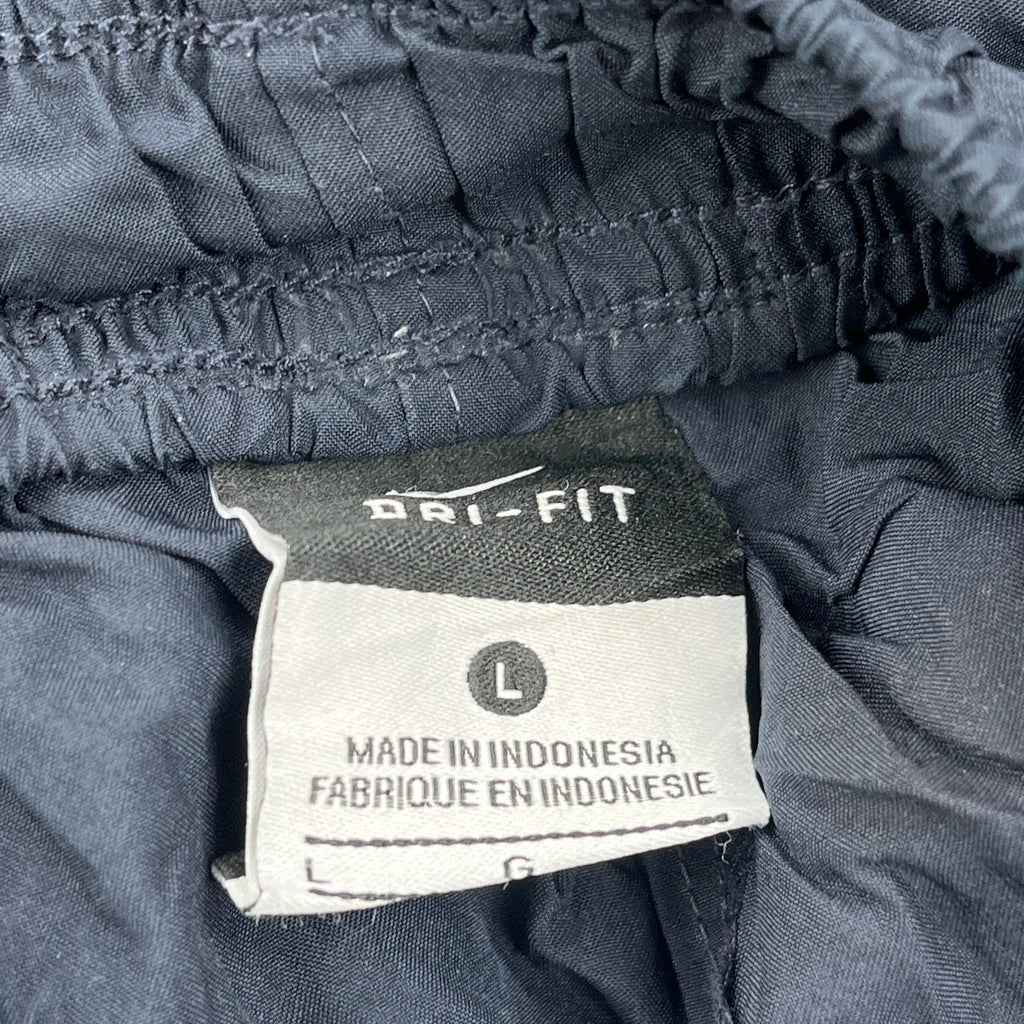 DRI-FIT
L
MADE IN INDONESIA
FABRIQUE EN INDONESIE
L G